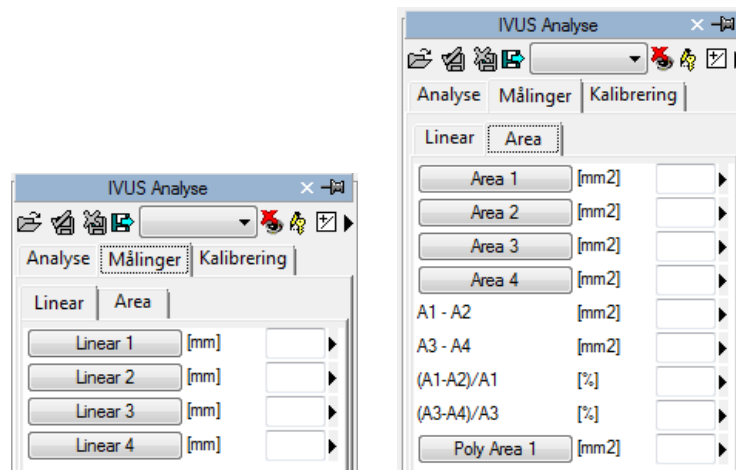 IVUS Analyse
Analyse Målinger Kalibrering
Linear Area
Linear 1 [mm]
Linear 2 [mm]
Linear 3 [mm]
Linear 4 [mm]
IVUS Analyse
Analyse Målinger Kalibrering
Linear Area
Area 1 [mm2]
Area 2 [mm2]
Area 3 [mm2]
Area 4 [mm2]
A1 - A2 [mm2]
A3 - A4 [mm2]
(A1-A2)/A1 [%]
(A3-A4)/A3 [%]
Poly Area 1 [mm2]